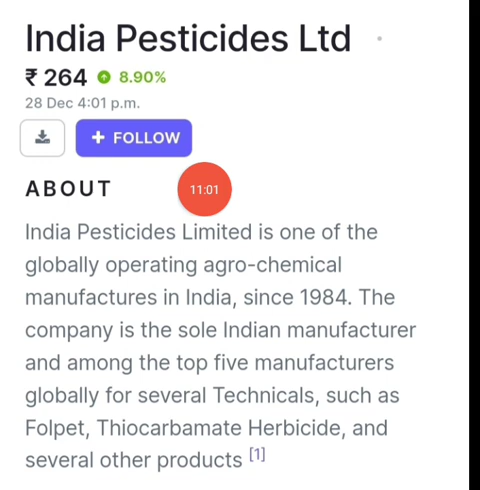 India Pesticides Ltd
₹ 264 8.90%
28 Dec 4:01 p.m.
+ FOLLOW
ABOUT
11:01
India Pesticides Limited is one of the
globally operating agro-chemical
manufactures in India, since 1984. The
company is the sole Indian manufacturer
and among the top five manufacturers
globally for several Technicals, such as
Folpet, Thiocarbamate Herbicide, and
several other products [1]